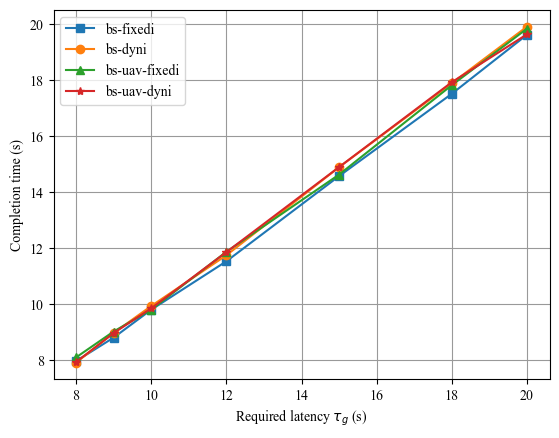 bs-fixedi
bs-dyni
bs-uav-fixedi
bs-uav-dyni
Completion time (s)
20
18
16
14
12
10
8
8 10 12 14 16 18 20
Required latency τg (s)